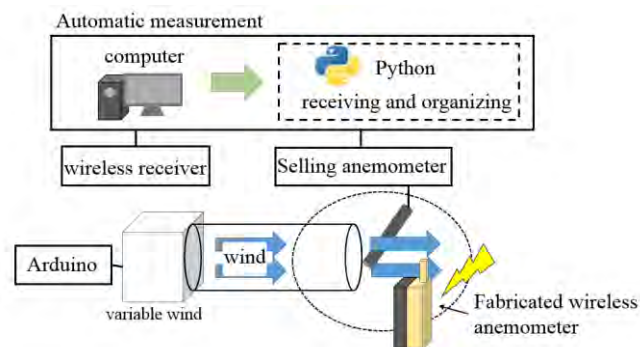 Automatic measurement
computer
Python
receiving and organizing
wireless receiver
Selling anemometer
Arduino
wind
variable wind
Fabricated wireless
anemometer